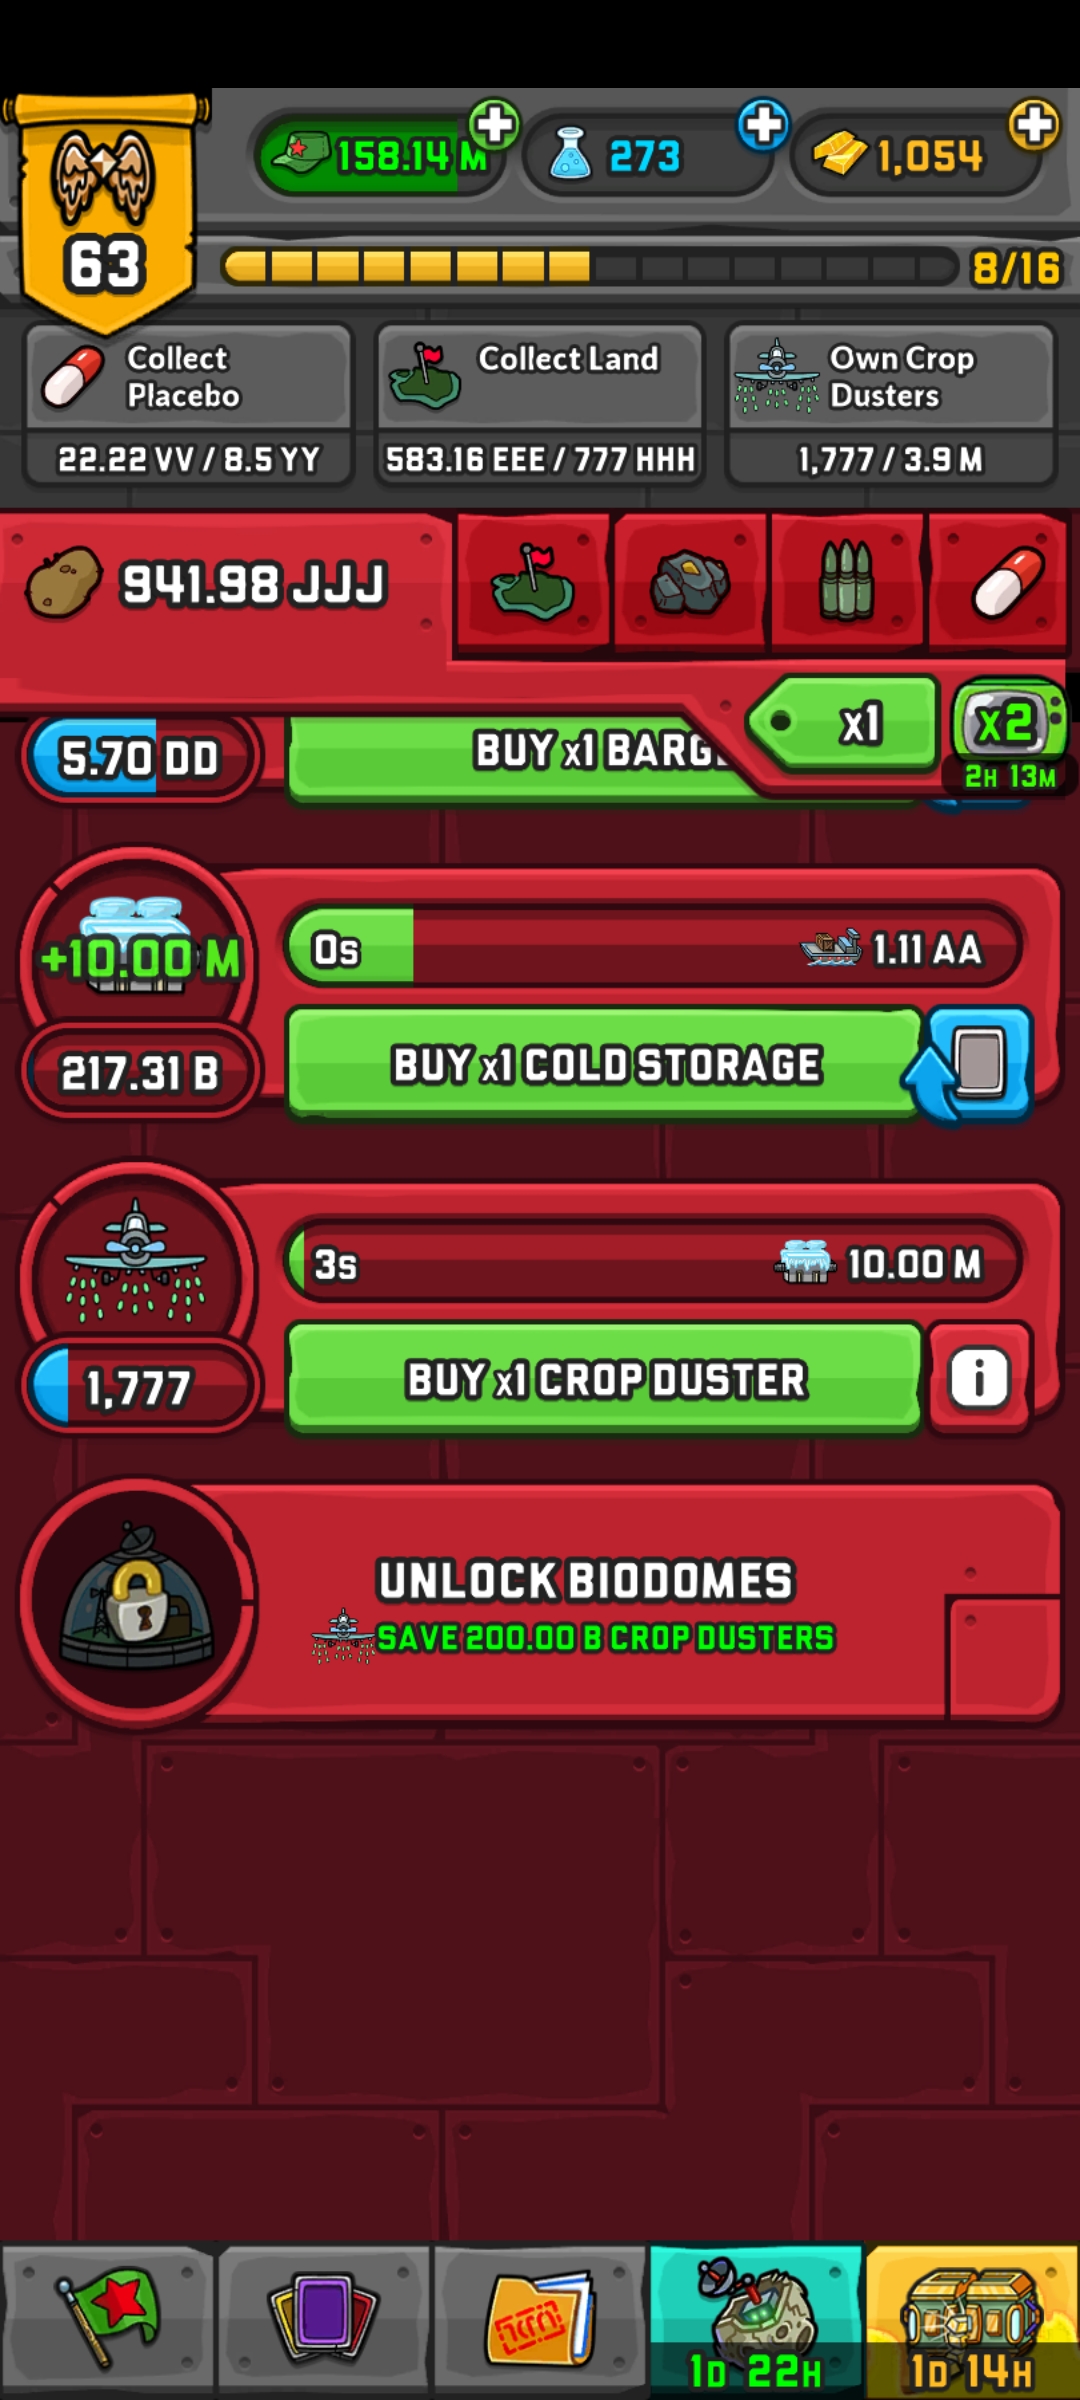 158.14 M
273
1,054
63
8/16
Collect
Placebo
22.22 VV / 8.5 YY
Collect Land
583.16 EEE / 777 HHH
Own Crop
Dusters
1,777 / 3.9 M
941.98 JJJ
x1
x2
2H 13M
5.70 DD
BUY x1
+10.00 M
0s
1.11 AA
217.31 B
BUY x1 COLD STORAGE
3s
10.00 M
1,777
BUY x1 CROP DUSTER
i
UNLOCK BIODOMES
SAVE 200.00 B CROP DUSTERS
1D 22H
1D 14H